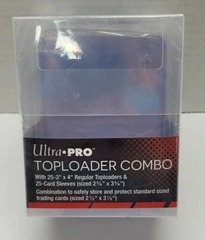 Ultra•PRO
TOPLOADER COMBO
With 25-3" x 4" Regular Toploaders &
25-Card Sleeves (sized 2⅝" x 3⅝")
Combination to safely store and protect standard sized
trading cards (sized 2½" x 3½")